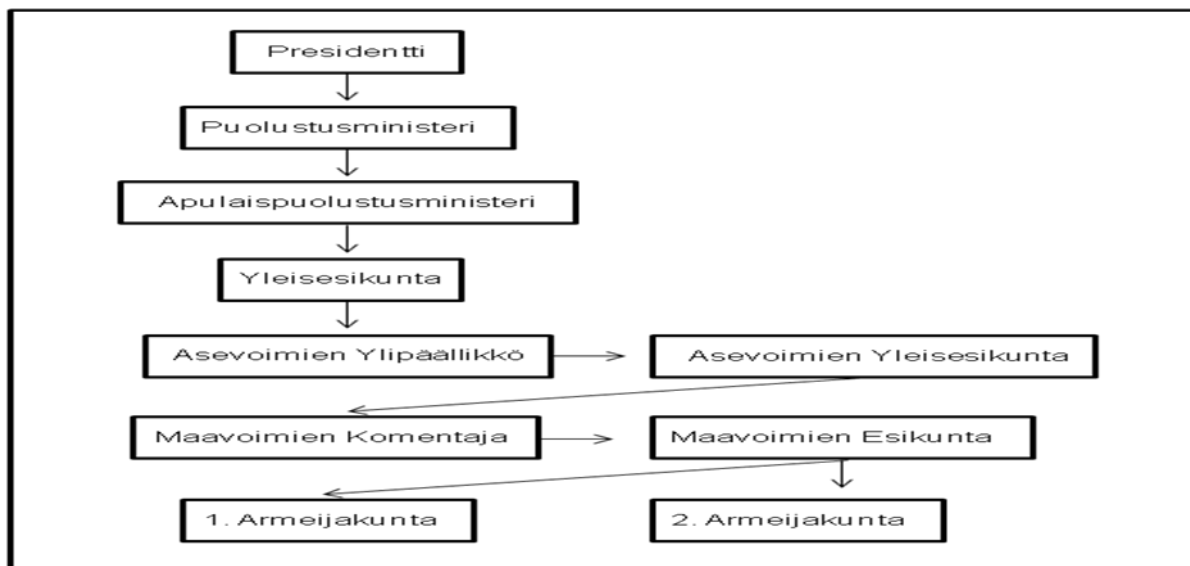 Presidentti
Puolustusministeri
Apulaispuolustusministeri
Yleisesikunta
Asevoimien Ylipäällikkö
Asevoimien Yleisesikunta
Maavoimien Komentaja
Maavoimien Esikunta
1. Armeijakunta
2. Armeijakunta